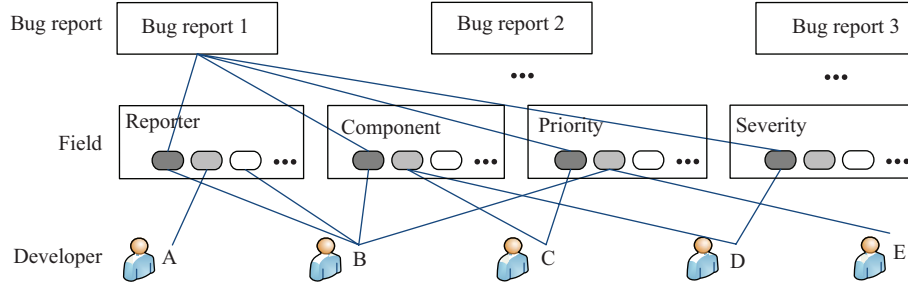 Bug report
Bug report 1
Bug report 2
Bug report 3
•••
•••
Field
Reporter
Component
Priority
Severity
•••
•••
•••
•••
Developer
A
B
C
D
E